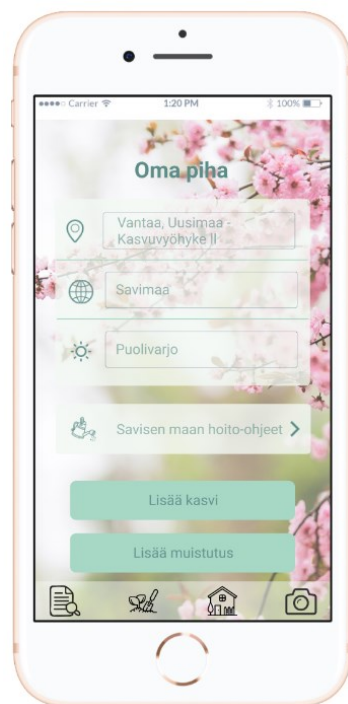 Carrier 1:20 PM 100%
Oma piha
Vantaa, Uusimaa -
Kasvuvyöhyke II
Savimaa
Puolivarjo
Savisen maan hoito-ohjeet
Lisää kasvi
Lisää muistutus